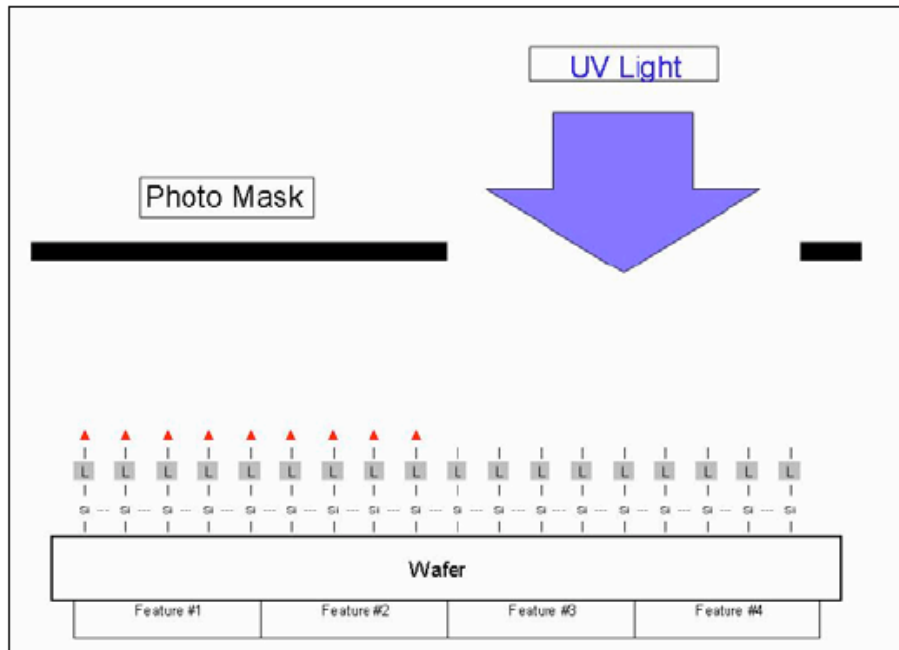 UV Light
Photo Mask
L L L L L L L L L L L L L L L L L L
Wafer
Feature #1 Feature #2 Feature #3 Feature #4